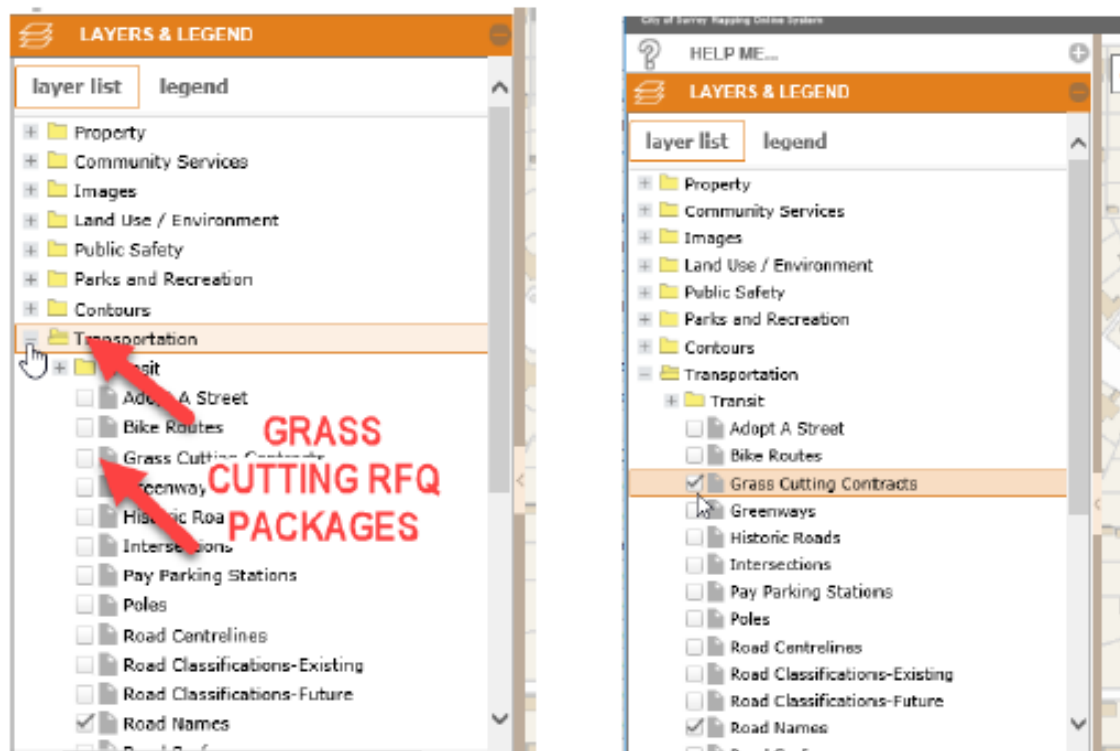 LAYERS & LEGEND
layer list legend
Property
Community Services
Images
Land Use / Environment
Public Safety
Parks and Recreation
Contours
Transportation
Adopt A Street
Bike Routes
Grass Cutting Contracts
GRASS
CUTTING RFQ
PACKAGES
Intersections
Pay Parking Stations
Poles
Road Centrelines
Road Classifications-Existing
Road Classifications-Future
Road Names
City of Surrey Mapping Online System
HELP ME...
LAYERS & LEGEND
layer list legend
Property
Community Services
Images
Land Use / Environment
Public Safety
Parks and Recreation
Contours
Transportation
Transit
Adopt A Street
Bike Routes
Grass Cutting Contracts
Greenways
Historic Roads
Intersections
Pay Parking Stations
Poles
Road Centrelines
Road Classifications-Existing
Road Classifications-Future
Road Names